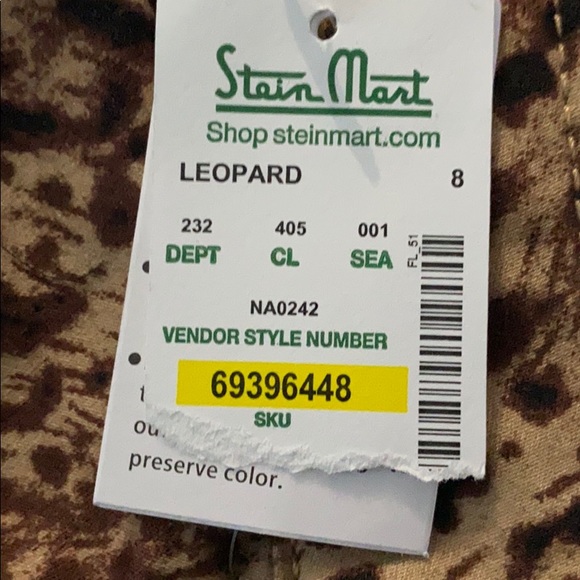 Stein Mart
Shop steinmart.com
LEOPARD 8
232 405 001
DEPT CL SEA
FL_51
NA0242
VENDOR STYLE NUMBER
69396448
SKU
preserve color.